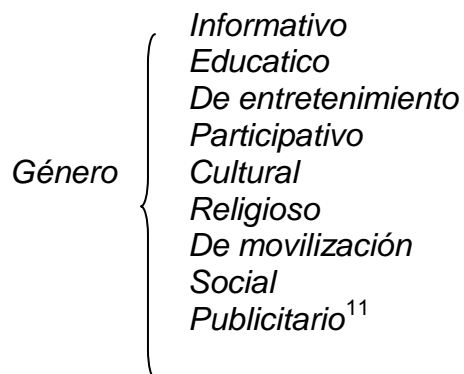 Informativo
Educatico
De entretenimiento
Participativo
Género
Cultural
Religioso
De movilización
Social
Publicitario¹¹